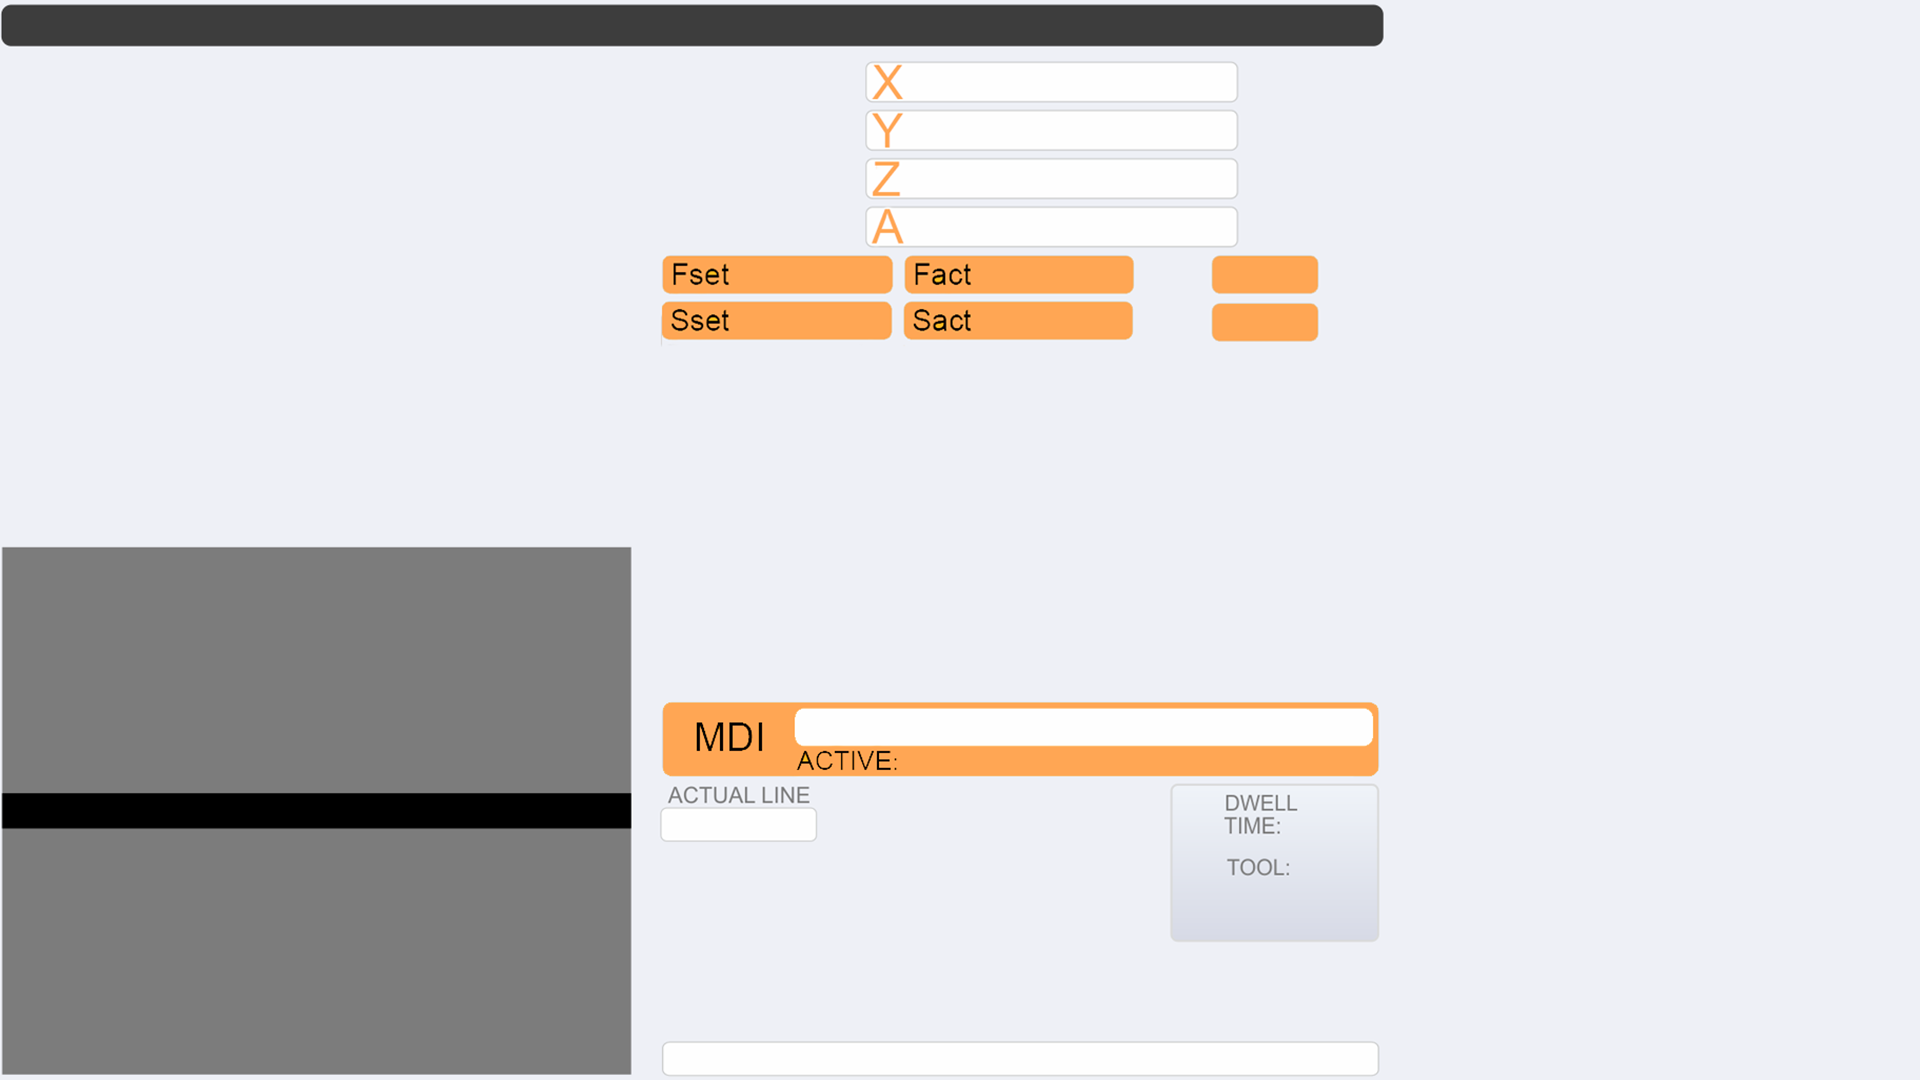 X
Y
Z
A
Fset
Fact
Sset
Sact
MDI
ACTIVE:
ACTUAL LINE
DWELL
TIME:
TOOL: